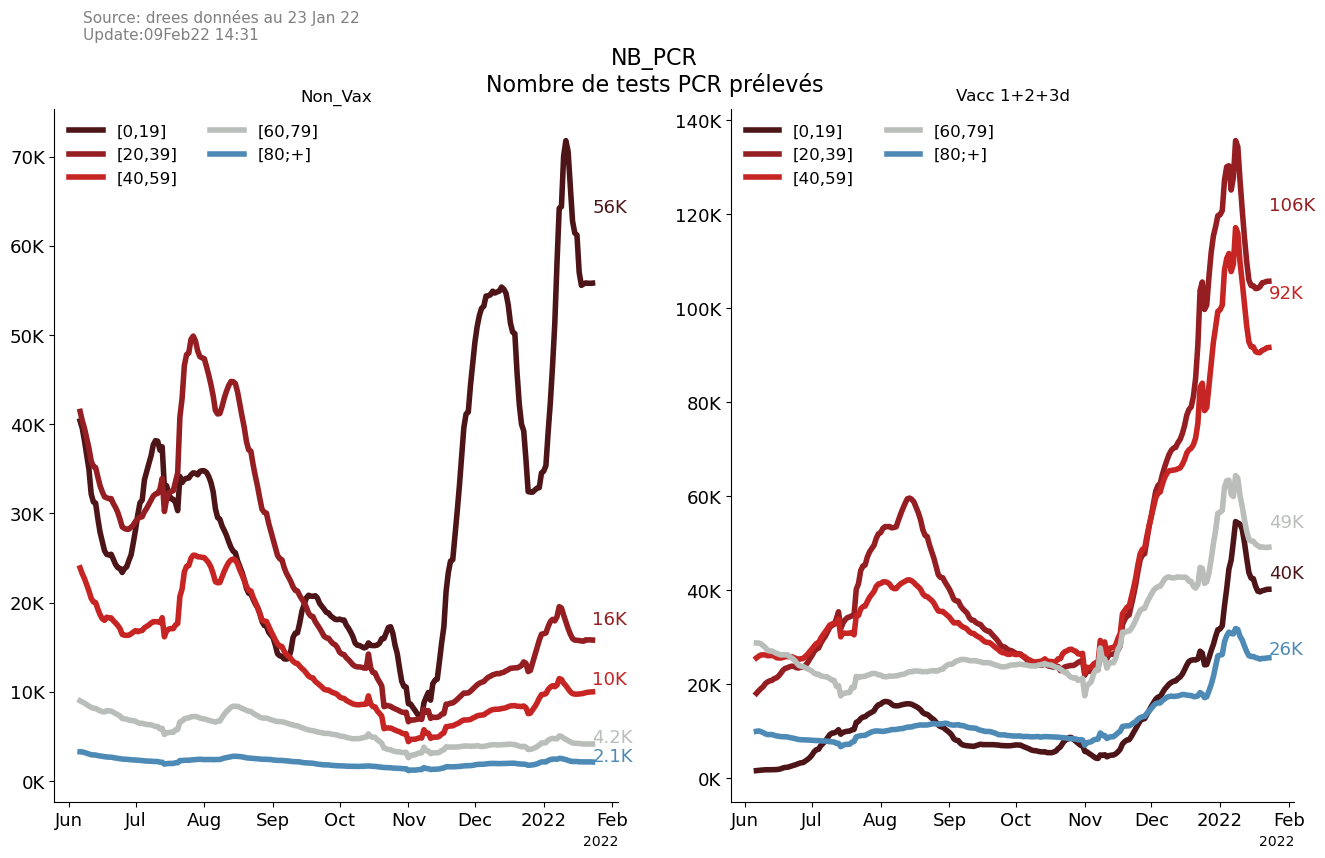 Source: drees données au 23 Jan 22
Update:09Feb22 14:31
NB_PCR
Nombre de tests PCR prélevés
Non_Vax
[0,19]
[20,39]
[40,59]
[60,79]
[80;+]
70K
60K
50K
40K
30K
20K
10K
0K
56K
16K
10K
4.2K
2.1K
Jun Jul Aug Sep Oct Nov Dec 2022 Feb
2022
Vacc 1+2+3d
[0,19]
[20,39]
[40,59]
[60,79]
[80;+]
140K
120K
100K
80K
60K
40K
20K
0K
106K
92K
49K
40K
26K
Jun Jul Aug Sep Oct Nov Dec 2022 Feb
2022